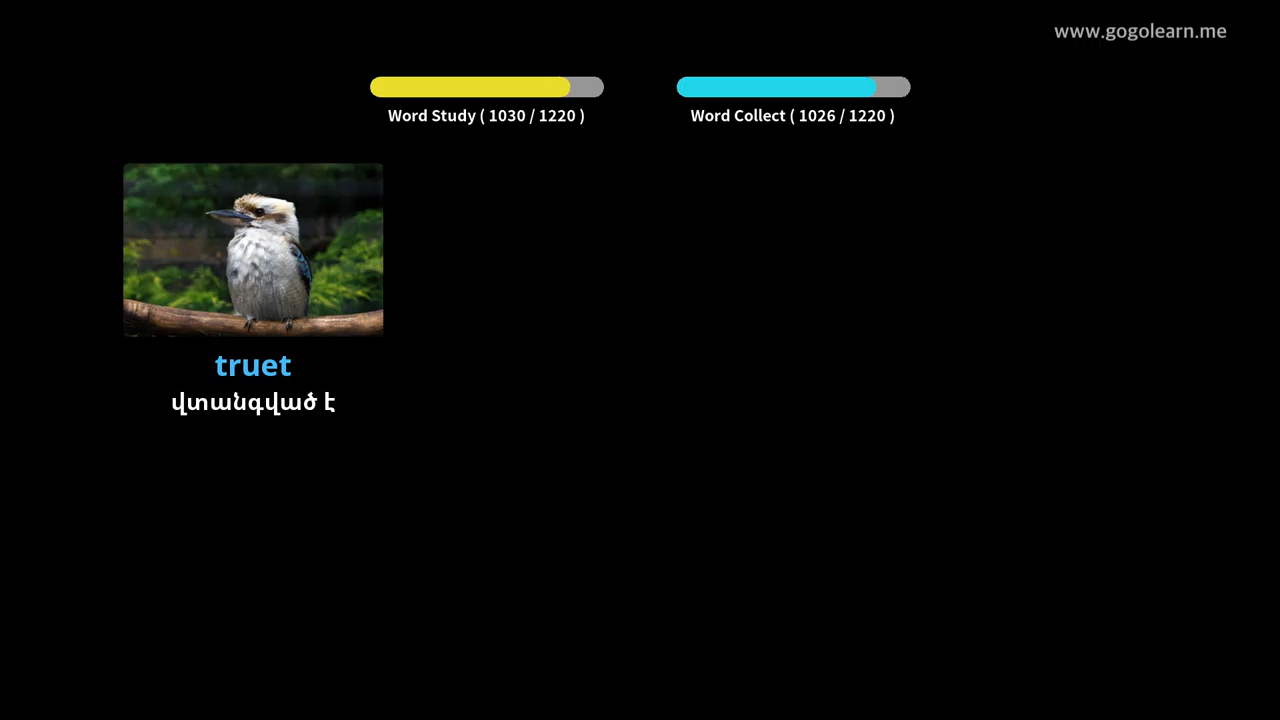 www.gogolearn.me
Word Study ( 1030 / 1220 )
Word Collect ( 1026 / 1220 )
truet
վտանգված է